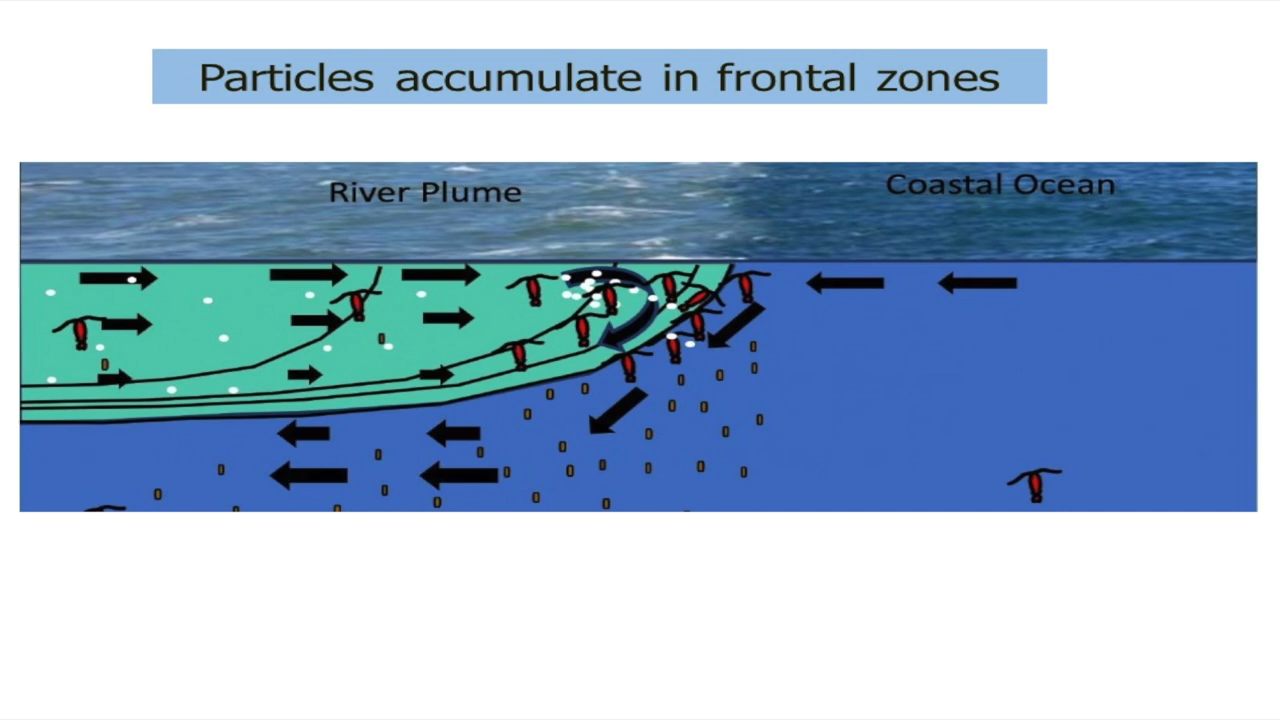 Particles accumulate in frontal zones
River Plume
Coastal Ocean